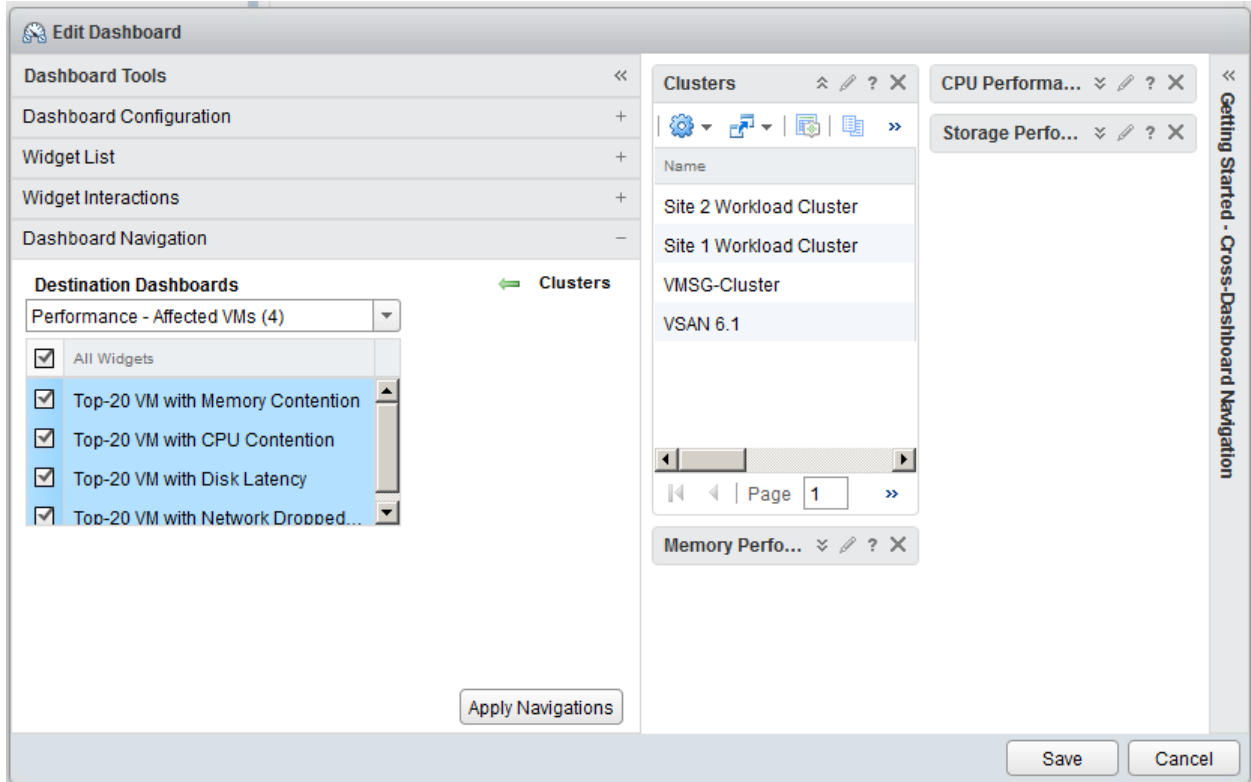 Edit Dashboard
Dashboard Tools
Dashboard Configuration
Widget List
Widget Interactions
Dashboard Navigation
Destination Dashboards
Clusters
Performance - Affected VMs (4)
All Widgets
Top-20 VM with Memory Contention
Top-20 VM with CPU Contention
Top-20 VM with Disk Latency
Top-20 VM with Network Dropped...
Apply Navigations
Clusters
Name
Site 2 Workload Cluster
Site 1 Workload Cluster
VMSG-Cluster
VSAN 6.1
Page 1
Memory Perfo...
CPU Performa...
Storage Perfo...
Getting Started - Cross-Dashboard Navigation
Save
Cancel